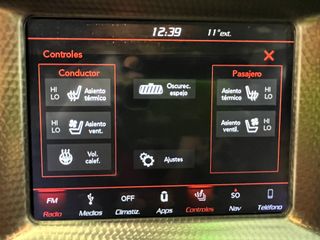 12:39 11°ext.
Controles
Conductor
Pasajero
HI
LO
Asiento
térmico
Oscurec.
espejo
Asiento
térmico
HI
LO
HI
LO
Asiento
vent.
Asiento
ventil.
HI
LO
Vol.
calef.
Ajustes
FM
OFF
SO
Radio
Medios
Climatiz.
Apps
Controles
Nav
Teléfono